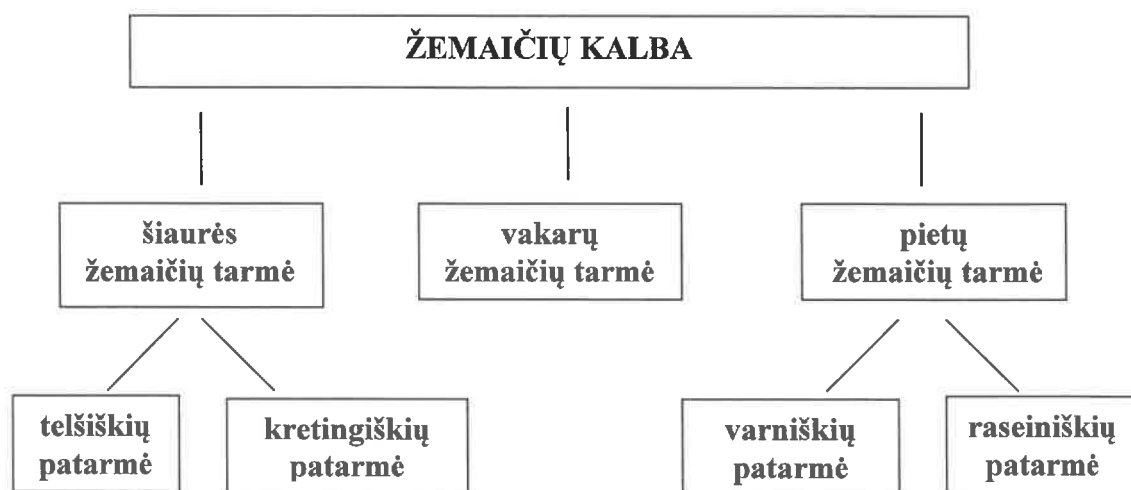 ŽEMAIČIŲ KALBA
šiaurės
žemaičių tarmė
vakarų
žemaičių tarmė
pietų
žemaičių tarmė
telšiškių
patarmė
kretingiškių
patarmė
varniškių
patarmė
raseiniškių
patarmė